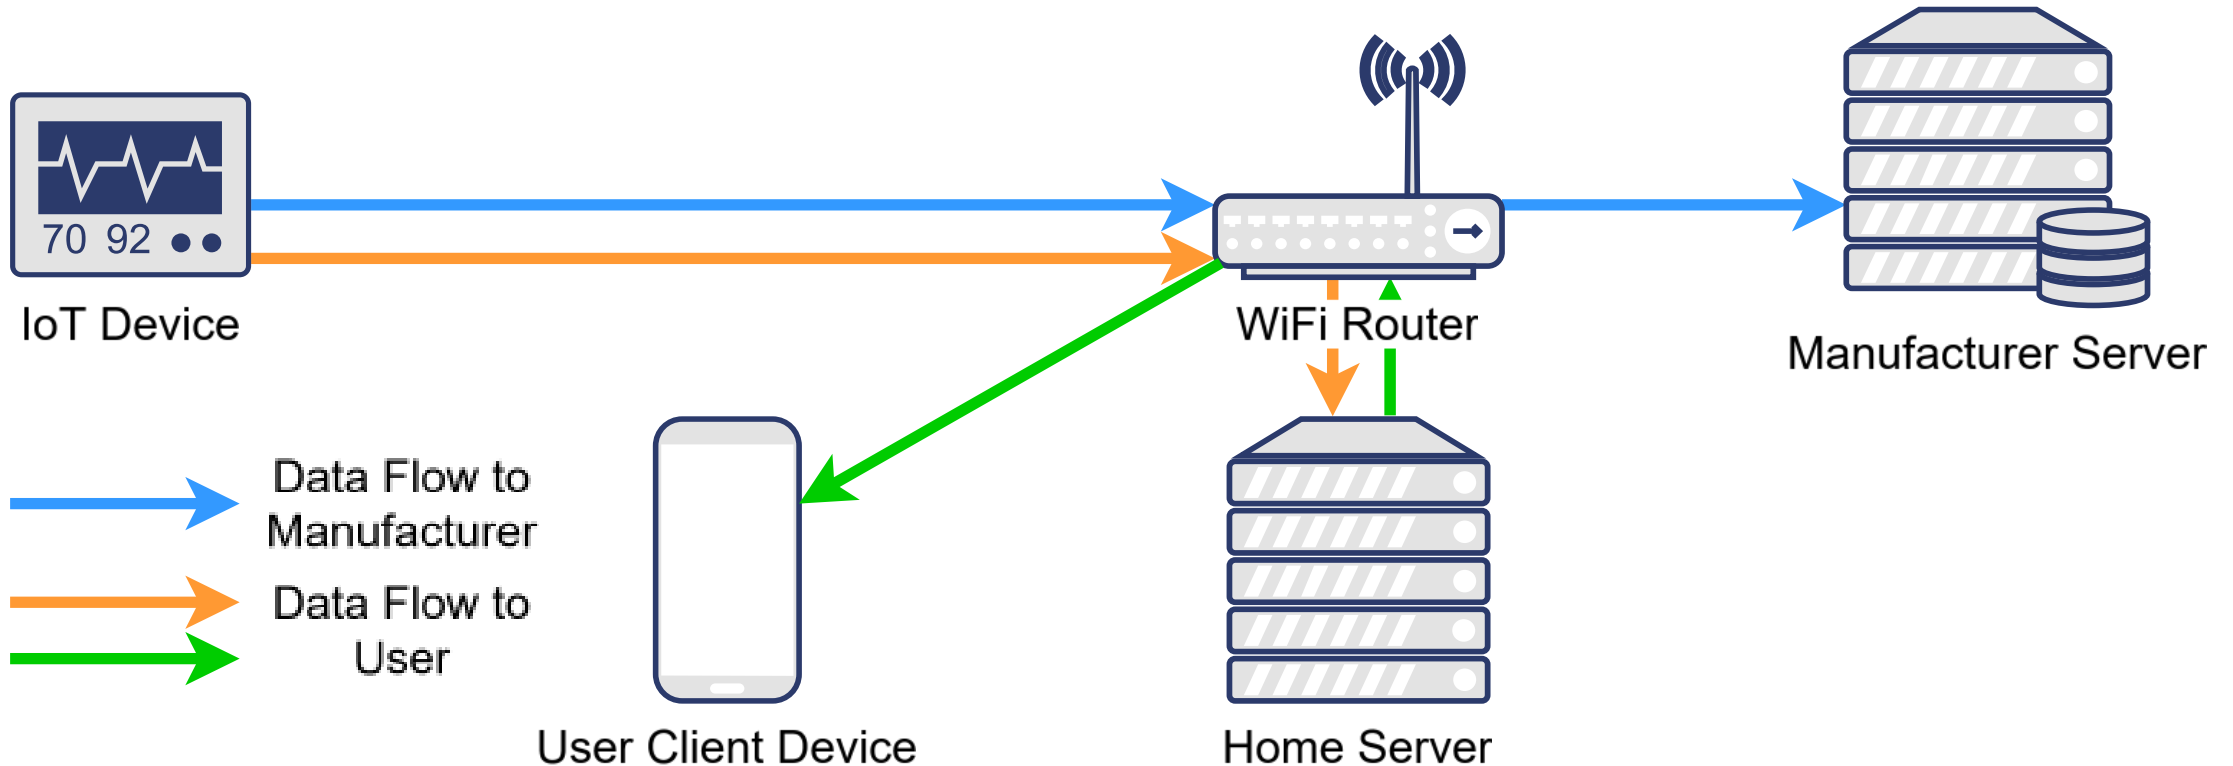 70 92
IoT Device
WiFi Router
Manufacturer Server
Data Flow to
Manufacturer
Data Flow to
User
User Client Device
Home Server